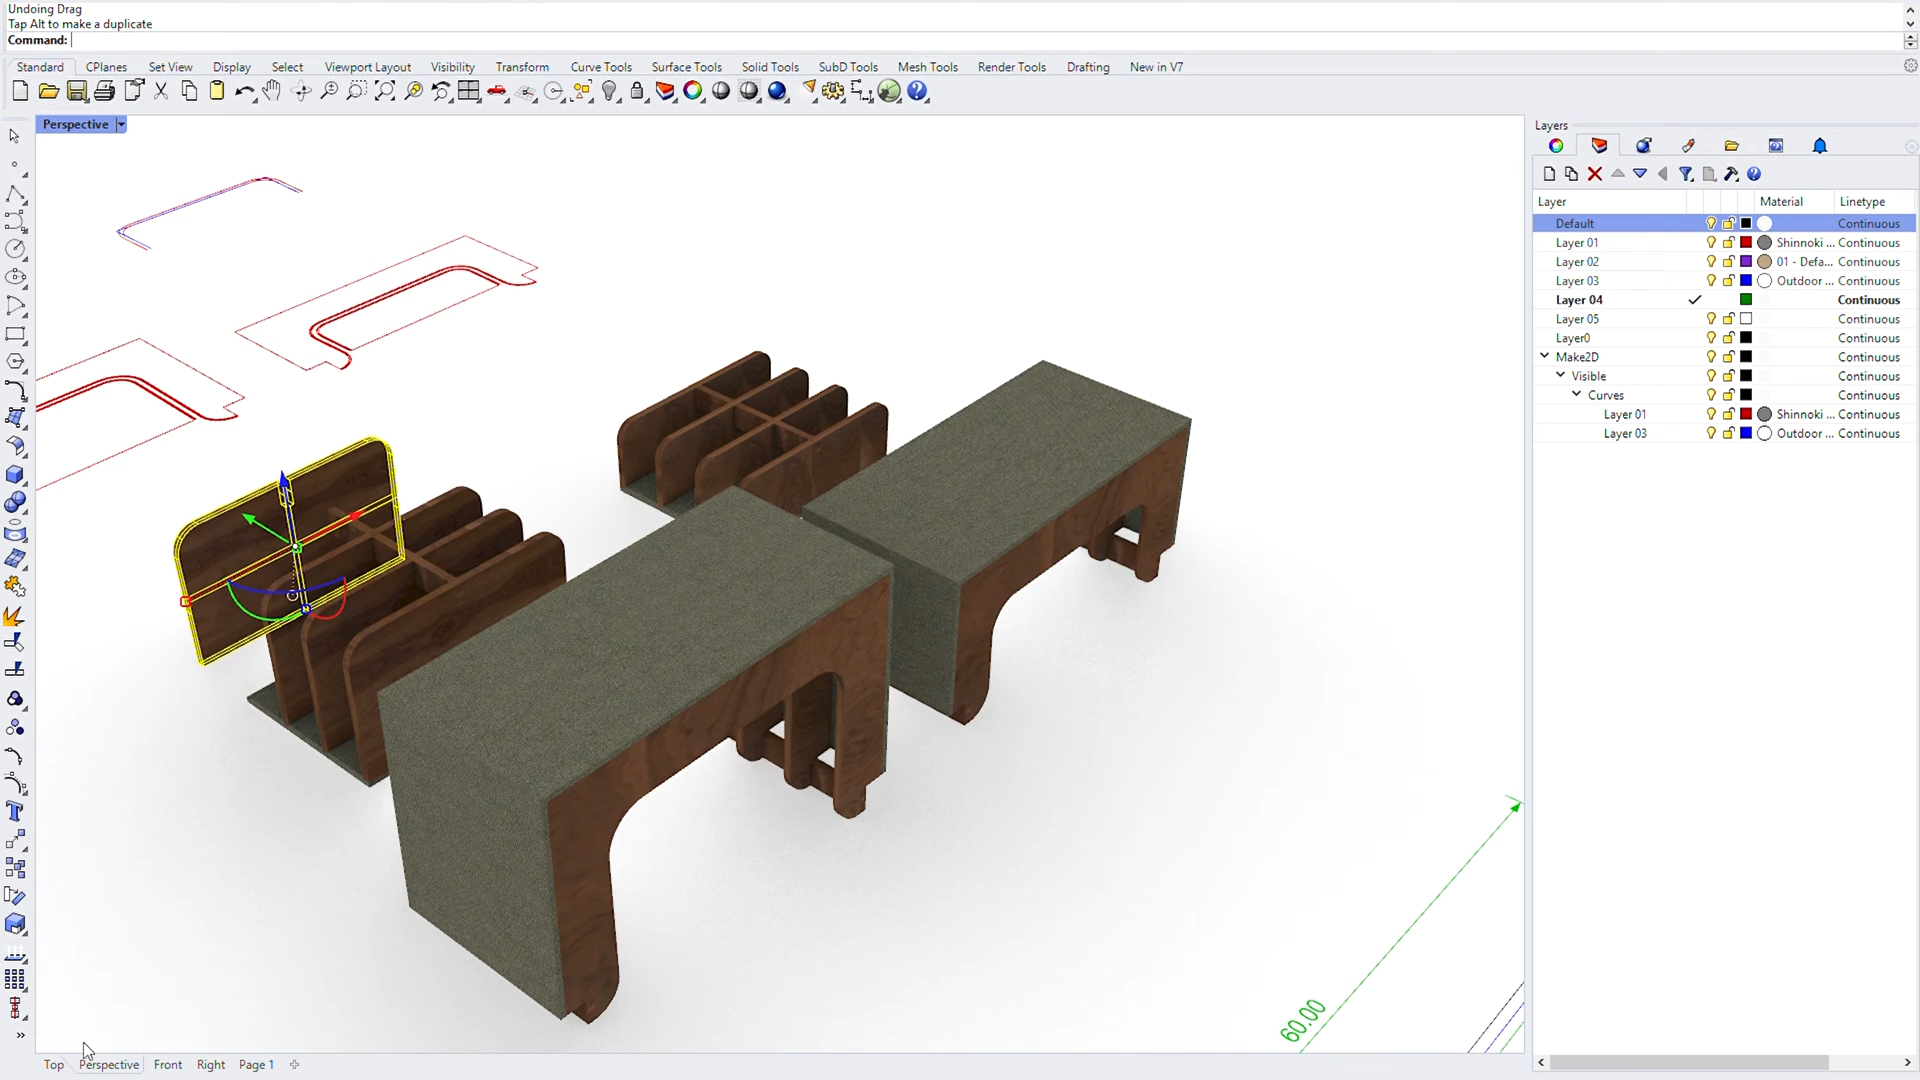 Undoing Drag
Tap Alt to make a duplicate
Command:
Standard CPlanes Set View Display Select Viewport Layout Visibility Transform Curve Tools Surface Tools Solid Tools SubD Tools Mesh Tools Render Tools Drafting New in V7
Perspective
Layers
Layer Material Linetype
Default Continuous
Layer 01 Shinnoki ... Continuous
Layer 02 01 - Defa... Continuous
Layer 03 Outdoor ... Continuous
Layer 04 Continuous
Layer 05 Continuous
Layer0 Continuous
Make2D Continuous
Visible Continuous
Curves Continuous
Layer 01 Shinnoki ... Continuous
Layer 03 Outdoor ... Continuous
60.00
Top Perspective Front Right Page 1